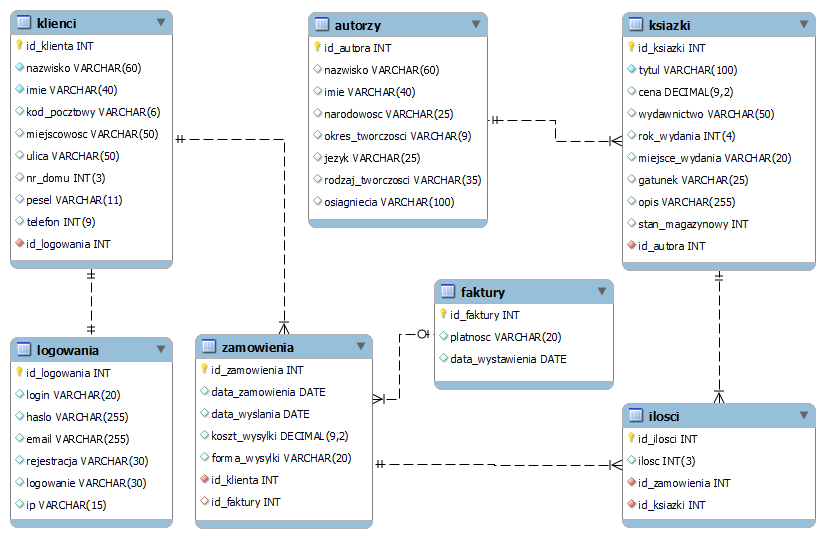 klienci
id_klienta INT
nazwisko VARCHAR(60)
imie VARCHAR(40)
kod_pocztowy VARCHAR(6)
miejscowosc VARCHAR(50)
ulica VARCHAR(50)
nr_domu INT(3)
pesel VARCHAR(11)
telefon INT(9)
id_logowania INT
autorzy
id_autora INT
nazwisko VARCHAR(60)
imie VARCHAR(40)
narodowosc VARCHAR(25)
okres_tworczosci VARCHAR(9)
jezyk VARCHAR(25)
rodzaj_tworczosci VARCHAR(35)
osiagniecia VARCHAR(100)
ksiazki
id_ksiazki INT
tytul VARCHAR(100)
cena DECIMAL(9,2)
wydawnictwo VARCHAR(50)
rok_wydania INT(4)
miejsce_wydania VARCHAR(20)
gatunek VARCHAR(25)
opis VARCHAR(255)
stan_magazynowy INT
id_autora INT
faktury
id_faktury INT
platnosc VARCHAR(20)
data_wystawienia DATE
logowania
id_logowania INT
login VARCHAR(20)
haslo VARCHAR(255)
email VARCHAR(255)
rejestracja VARCHAR(30)
logowanie VARCHAR(30)
ip VARCHAR(15)
zamowienia
id_zamowienia INT
data_zamowienia DATE
data_wyslania DATE
koszt_wysylki DECIMAL(9,2)
forma_wysylki VARCHAR(20)
id_klienta INT
id_faktury INT
ilosci
id_ilosci INT
ilosc INT(3)
id_zamowienia INT
id_ksiazki INT